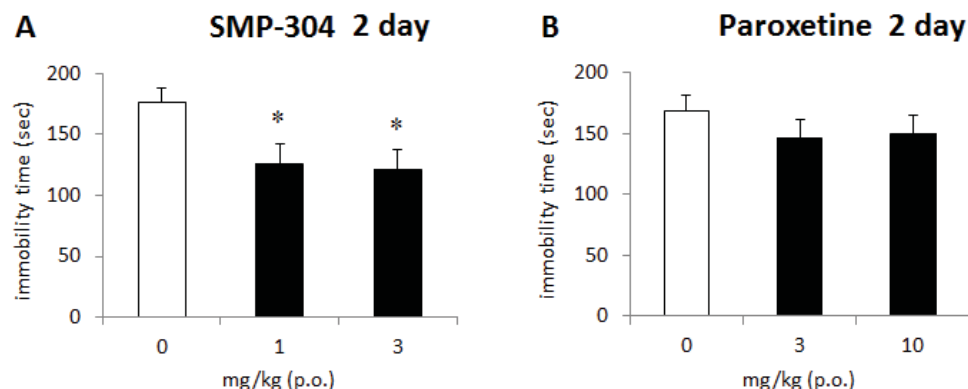 A SMP-304 2 day
200
150
100
50
0
immobility time (sec)
* *
0 1 3
mg/kg (p.o.)
B Paroxetine 2 day
200
150
100
50
0
immobility time (sec)
0 3 10
mg/kg (p.o.)